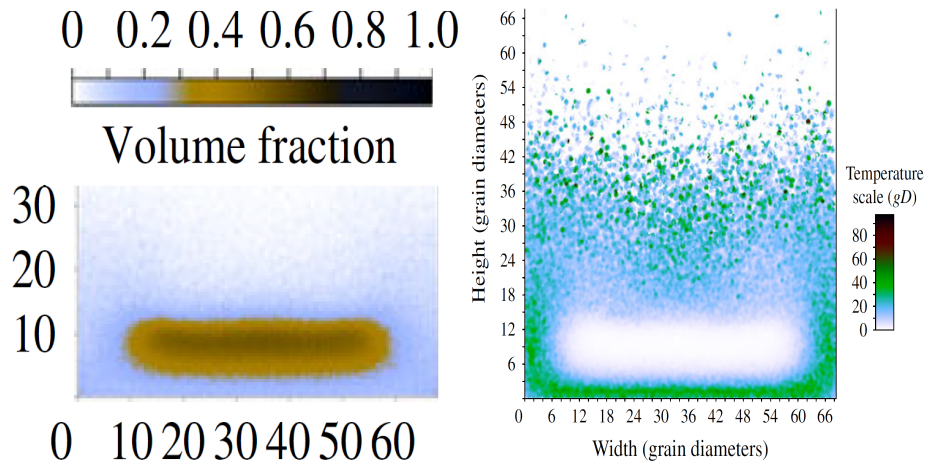 0 0.2 0.4 0.6 0.8 1.0
Volume fraction
30
20
10
0 10 20 30 40 50 60
66
60
54
48
42
36
30
24
18
12
6
Height (grain diameters)
0 6 12 18 24 30 36 42 48 54 60 66
Width (grain diameters)
Temperature
scale (gD)
80
60
40
20
0